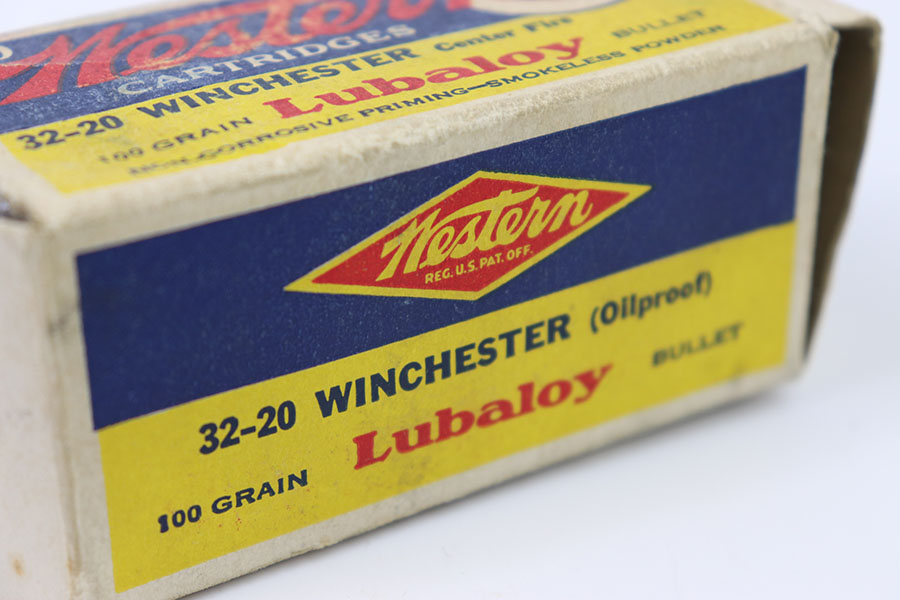 Western
CARTRIDGES
32-20 WINCHESTER Center Fire
100 GRAIN Lubaloy BULLET
NON-CORROSIVE PRIMING—SMOKELESS POWDER
Western
REG. U.S. PAT. OFF.
32-20 WINCHESTER (Oilproof)
100 GRAIN Lubaloy BULLET